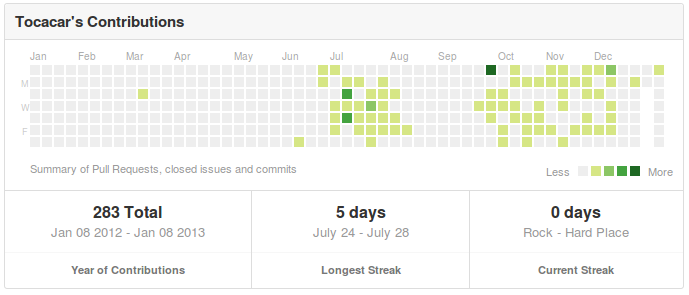 Tocacar's Contributions
Jan Feb Mar Apr May Jun Jul Aug Sep Oct Nov Dec
M
W
F
Summary of Pull Requests, closed issues and commits
Less More
283 Total
Jan 08 2012 - Jan 08 2013
Year of Contributions
5 days
July 24 - July 28
Longest Streak
0 days
Rock - Hard Place
Current Streak